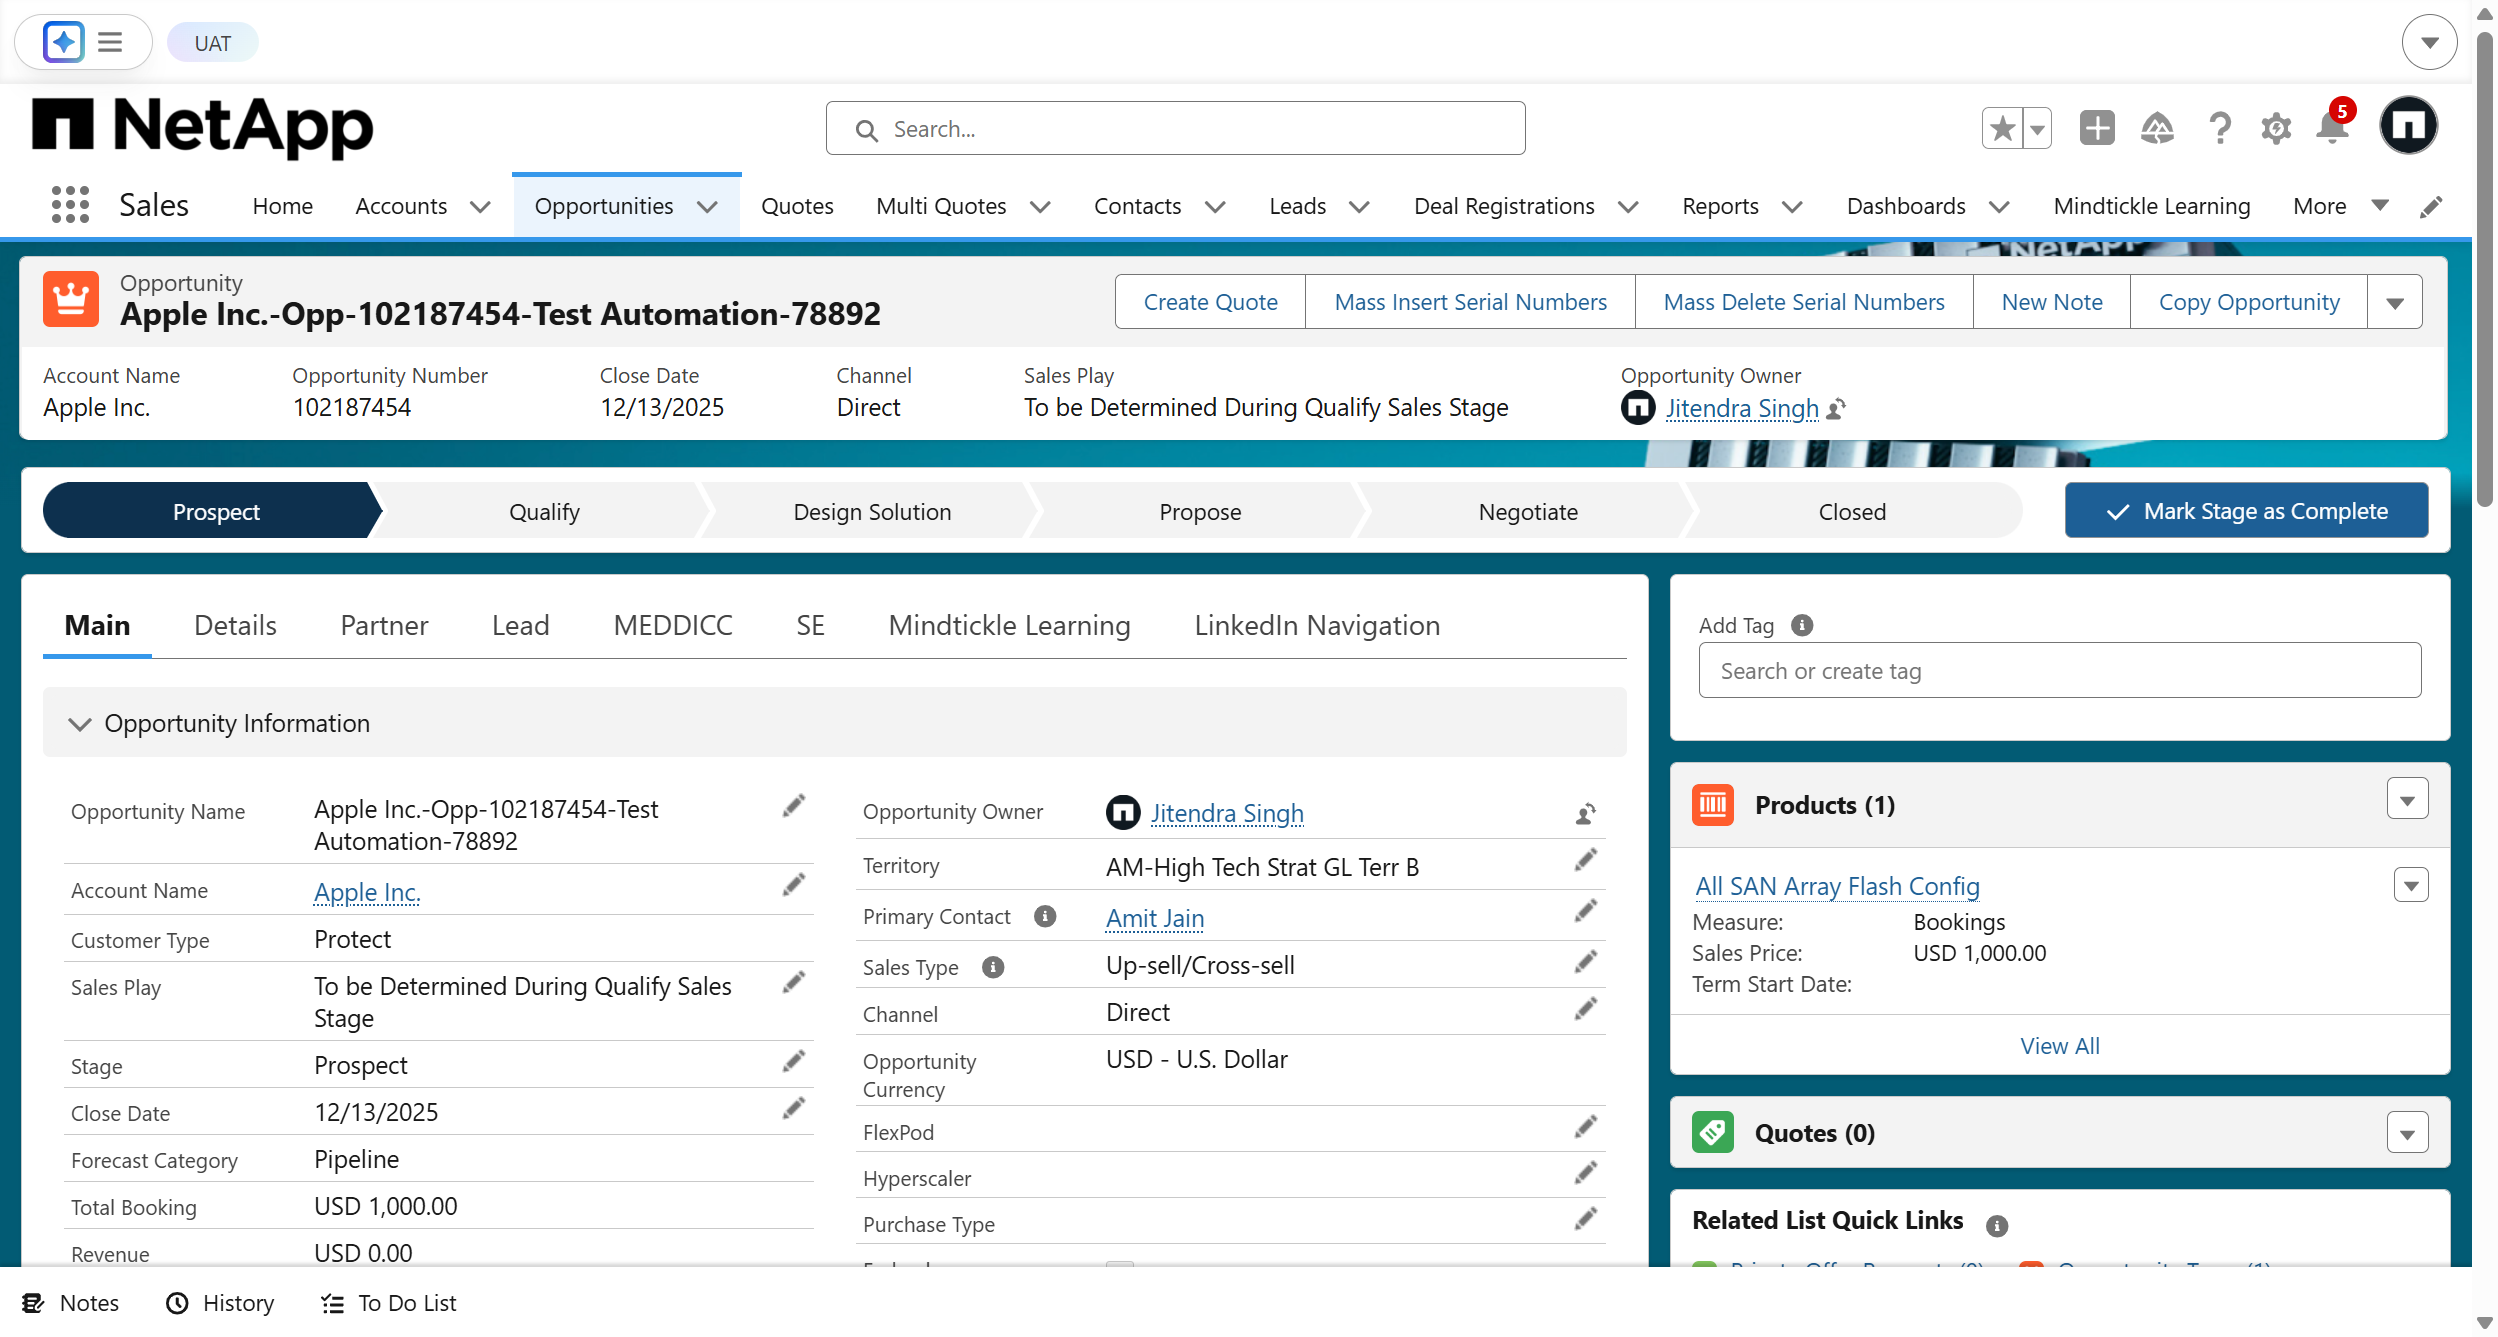 UAT
NetApp
Search...
5
Sales
Home
Accounts
Opportunities
Quotes
Multi Quotes
Contacts
Leads
Deal Registrations
Reports
Dashboards
Mindtickle Learning
More
NetApp
Opportunity
Apple Inc.-Opp-102187454-Test Automation-78892
Create Quote
Mass Insert Serial Numbers
Mass Delete Serial Numbers
New Note
Copy Opportunity
Account Name
Apple Inc.
Opportunity Number
102187454
Close Date
12/13/2025
Channel
Direct
Sales Play
To be Determined During Qualify Sales Stage
Opportunity Owner
Jitendra Singh
Prospect
Qualify
Design Solution
Propose
Negotiate
Closed
Mark Stage as Complete
Main
Details
Partner
Lead
MEDDICC
SE
Mindtickle Learning
LinkedIn Navigation
Opportunity Information
Opportunity Name
Apple Inc.-Opp-102187454-Test
Automation-78892
Account Name
Apple Inc.
Customer Type
Protect
Sales Play
To be Determined During Qualify Sales
Stage
Stage
Prospect
Close Date
12/13/2025
Forecast Category
Pipeline
Total Booking
USD 1,000.00
Revenue
USD 0.00
Opportunity Owner
Jitendra Singh
Territory
AM-High Tech Strat GL Terr B
Primary Contact
Amit Jain
Sales Type
Up-sell/Cross-sell
Channel
Direct
Opportunity
Currency
USD - U.S. Dollar
FlexPod
Hyperscaler
Purchase Type
Add Tag
Search or create tag
Products (1)
All SAN Array Flash Config
Measure:
Bookings
Sales Price:
USD 1,000.00
Term Start Date:
View All
Quotes (0)
Related List Quick Links
Notes
History
To Do List